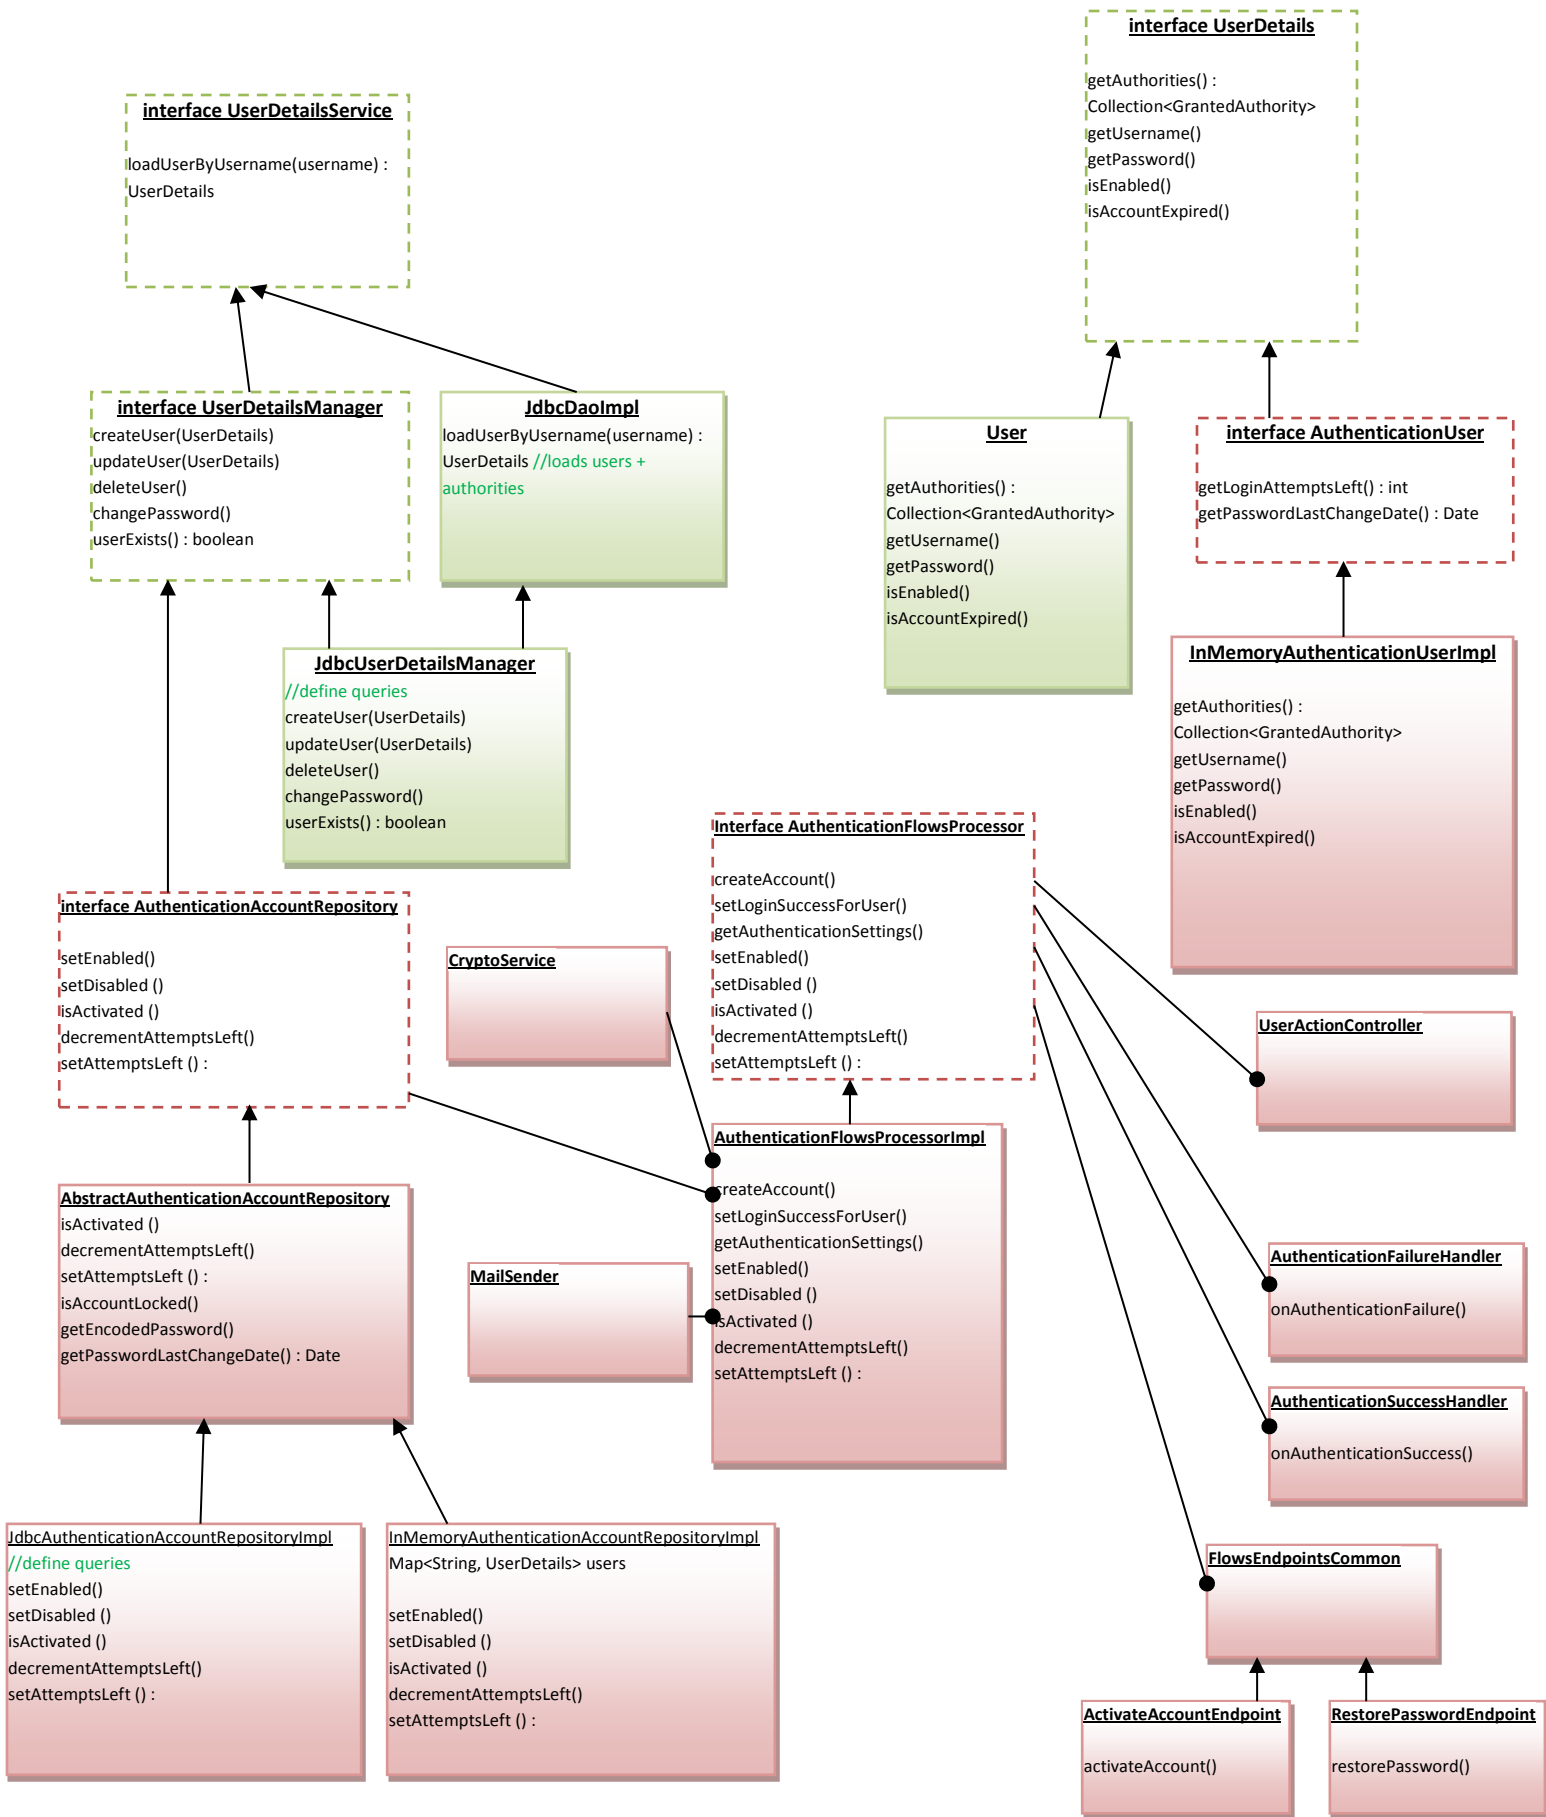 interface UserDetails
getAuthorities() :
Collection<GrantedAuthority>
getUsername()
getPassword()
isEnabled()
isAccountExpired()
interface UserDetailsService
loadUserByUsername(username) :
UserDetails
interface UserDetailsManager
createUser(UserDetails)
updateUser(UserDetails)
deleteUser()
changePassword()
userExists() : boolean
JdbcDaoImpl
loadUserByUsername(username) :
UserDetails //loads users +
authorities
User
getAuthorities() :
Collection<GrantedAuthority>
getUsername()
getPassword()
isEnabled()
isAccountExpired()
interface AuthenticationUser
getLoginAttemptsLeft() : int
getPasswordLastChangeDate() : Date
JdbcUserDetailsManager
//define queries
createUser(UserDetails)
updateUser(UserDetails)
deleteUser()
changePassword()
userExists() : boolean
InMemoryAuthenticationUserImpl
getAuthorities() :
Collection<GrantedAuthority>
getUsername()
getPassword()
isEnabled()
isAccountExpired()
Interface AuthenticationFlowsProcessor
createAccount()
setLoginSuccessForUser()
getAuthenticationSettings()
setEnabled()
setDisabled ()
isActivated ()
decrementAttemptsLeft()
setAttemptsLeft () :
interface AuthenticationAccountRepository
setEnabled()
setDisabled ()
isActivated ()
decrementAttemptsLeft()
setAttemptsLeft () :
CryptoService
UserActionController
AuthenticationFlowsProcessorImpl
createAccount()
setLoginSuccessForUser()
getAuthenticationSettings()
setEnabled()
setDisabled ()
isActivated ()
decrementAttemptsLeft()
setAttemptsLeft () :
AbstractAuthenticationAccountRepository
isActivated ()
decrementAttemptsLeft()
setAttemptsLeft () :
isAccountLocked()
getEncodedPassword()
getPasswordLastChangeDate() : Date
MailSender
AuthenticationFailureHandler
onAuthenticationFailure()
AuthenticationSuccessHandler
onAuthenticationSuccess()
JdbcAuthenticationAccountRepositoryImpl
//define queries
setEnabled()
setDisabled ()
isActivated ()
decrementAttemptsLeft()
setAttemptsLeft () :
InMemoryAuthenticationAccountRepositoryImpl
Map<String, UserDetails> users
setEnabled()
setDisabled ()
isActivated ()
decrementAttemptsLeft()
setAttemptsLeft () :
FlowsEndpointsCommon
ActivateAccountEndpoint
activateAccount()
RestorePasswordEndpoint
restorePassword()